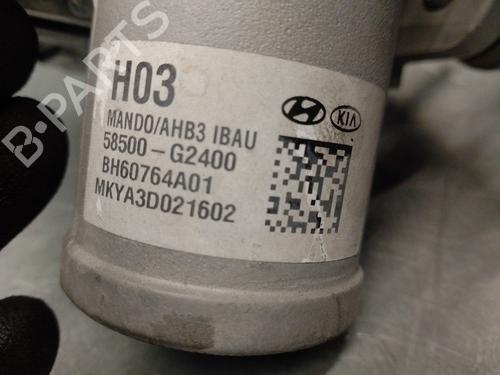 B-PARTS
H03
MANDO/AHB3 IBAU
58500-G2400
BH60764A01
MKYA3D021602
KIA